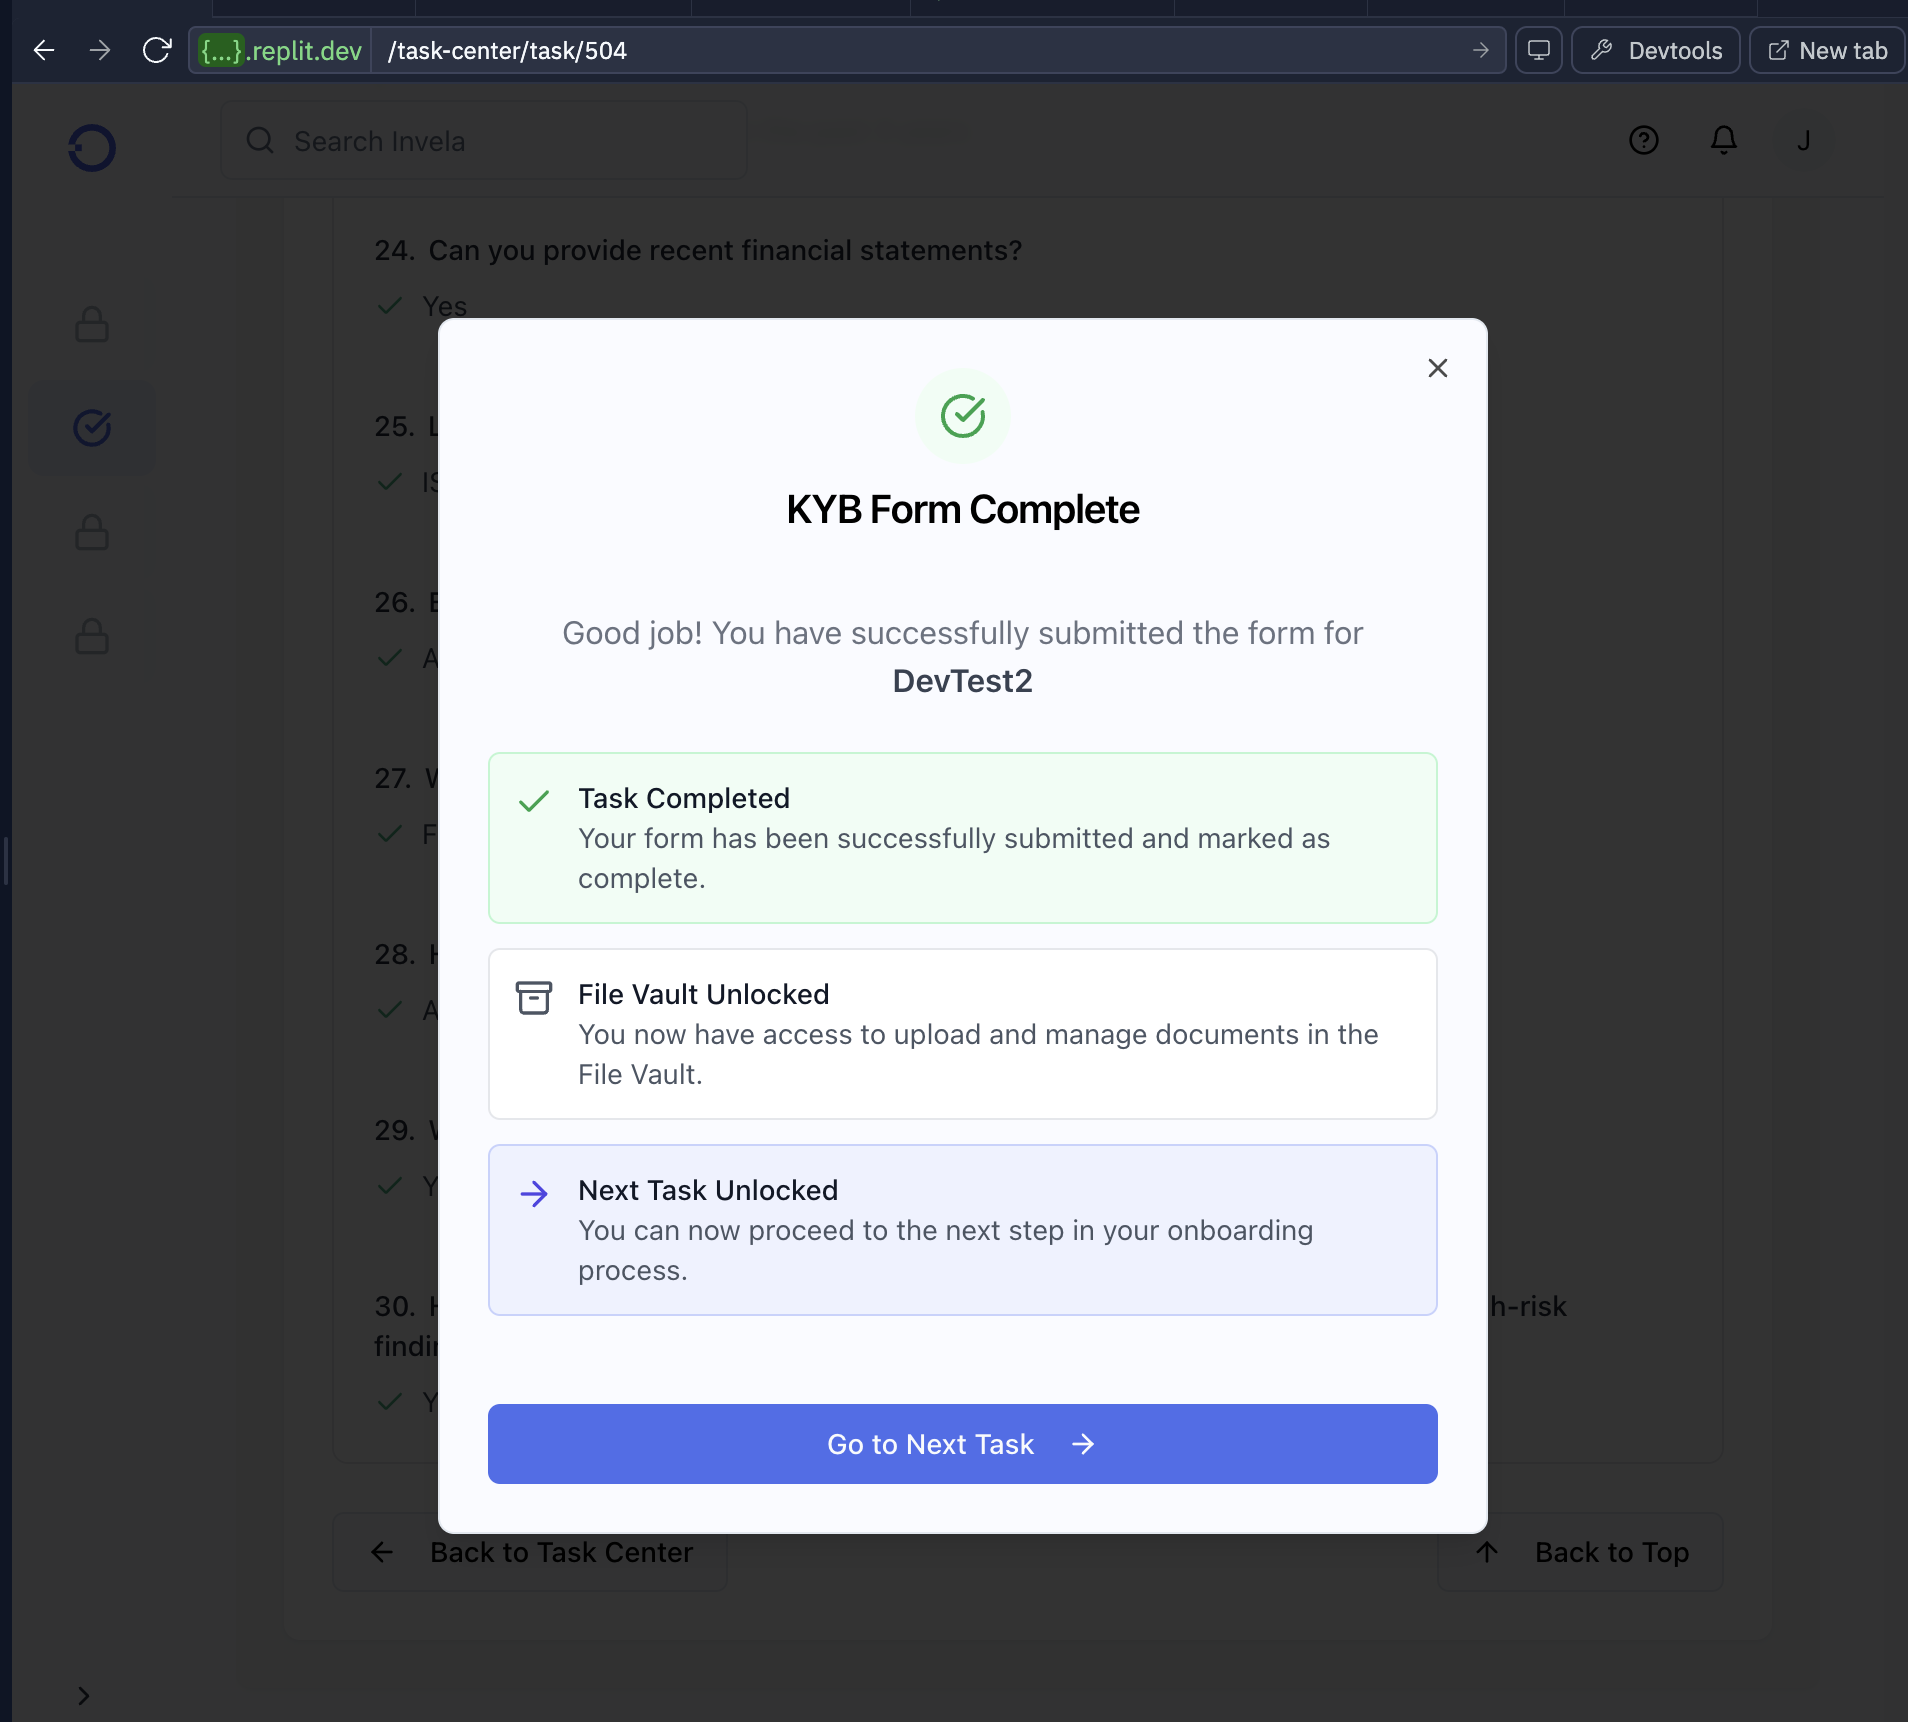 {...}.replit.dev /task-center/task/504 Devtools New tab
Search Invela J
24. Can you provide recent financial statements?
Yes
25.
26.
27.
28.
29.
30. h-risk
KYB Form Complete
Good job! You have successfully submitted the form for
DevTest2
Task Completed
Your form has been successfully submitted and marked as
complete.
File Vault Unlocked
You now have access to upload and manage documents in the
File Vault.
Next Task Unlocked
You can now proceed to the next step in your onboarding
process.
Go to Next Task
Back to Task Center Back to Top